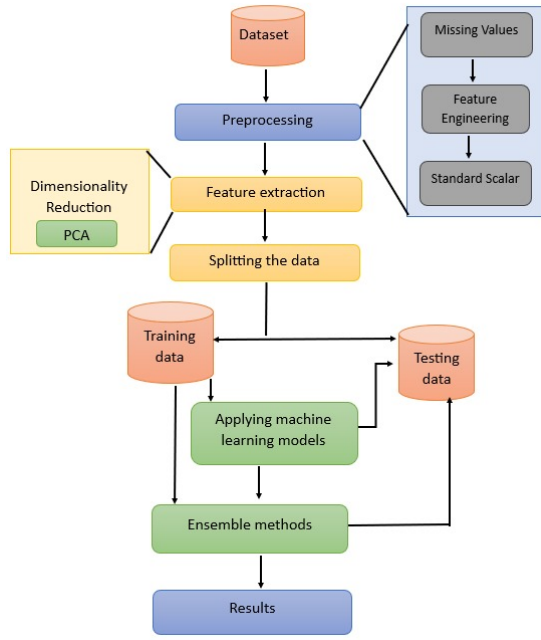 Dataset
Missing Values
Preprocessing
Feature
Engineering
Standard Scalar
Dimensionality
Reduction
PCA
Feature extraction
Splitting the data
Training
data
Testing
data
Applying machine
learning models
Ensemble methods
Results